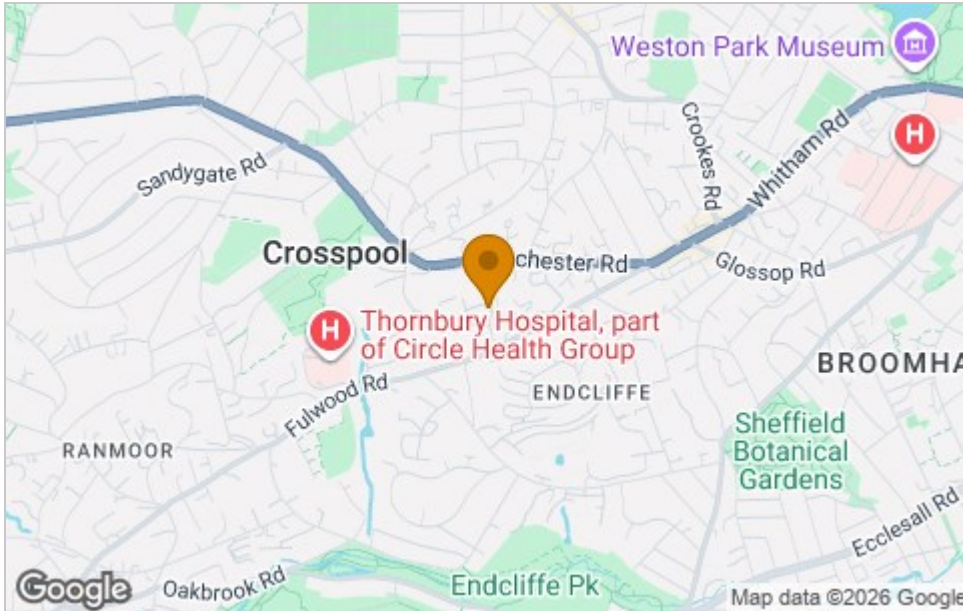 Weston Park Museum
H
Crookes Rd
Whitham Rd
Sandygate Rd
Crosspool
chester Rd
Glossop Rd
H
Thornbury Hospital, part
of Circle Health Group
BROOMHA
ENDCLIFFE
Fulwood Rd
Sheffield
Botanical
Gardens
RANMOOR
Ecclesall Rd
Oakbrook Rd
Endcliffe Pk
Google
Map data ©2026 Google